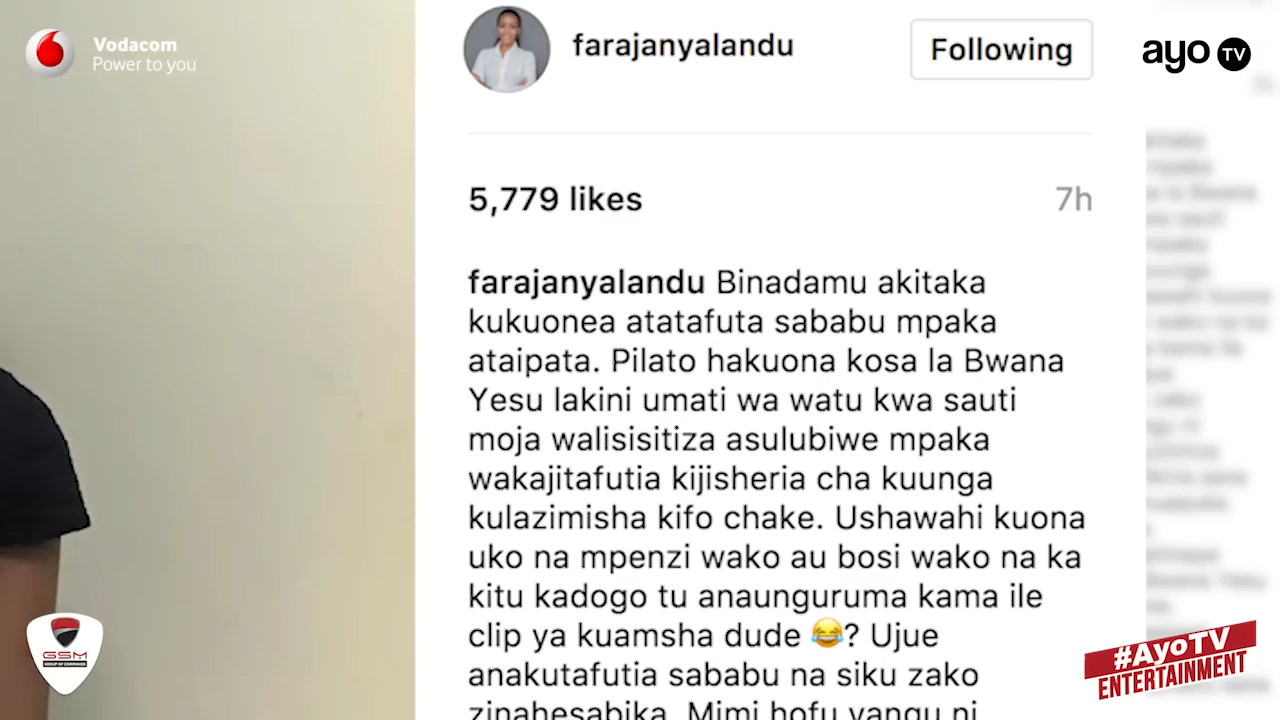 Vodacom
Power to you
farajanyalandu
Following
ayo TV
5,779 likes
7h
farajanyalandu Binadamu akitaka
kukuonea atatafuta sababu mpaka
ataipata. Pilato hakuona kosa la Bwana
Yesu lakini umati wa watu kwa sauti
moja walisisitiza asulubiwe mpaka
wakajitafutia kijisheria cha kuunga
kulazimisha kifo chake. Ushawahi kuona
uko na mpenzi wako au bosi wako na ka
kitu kadogo tu anaunguruma kama ile
clip ya kuamsha dude 😂? Ujue
anakutafutia sababu na siku zako
zinahesabika. Mimi hofu yangu ni
GSM
GROUP OF COMPANIES
#AyoTV
ENTERTAINMENT